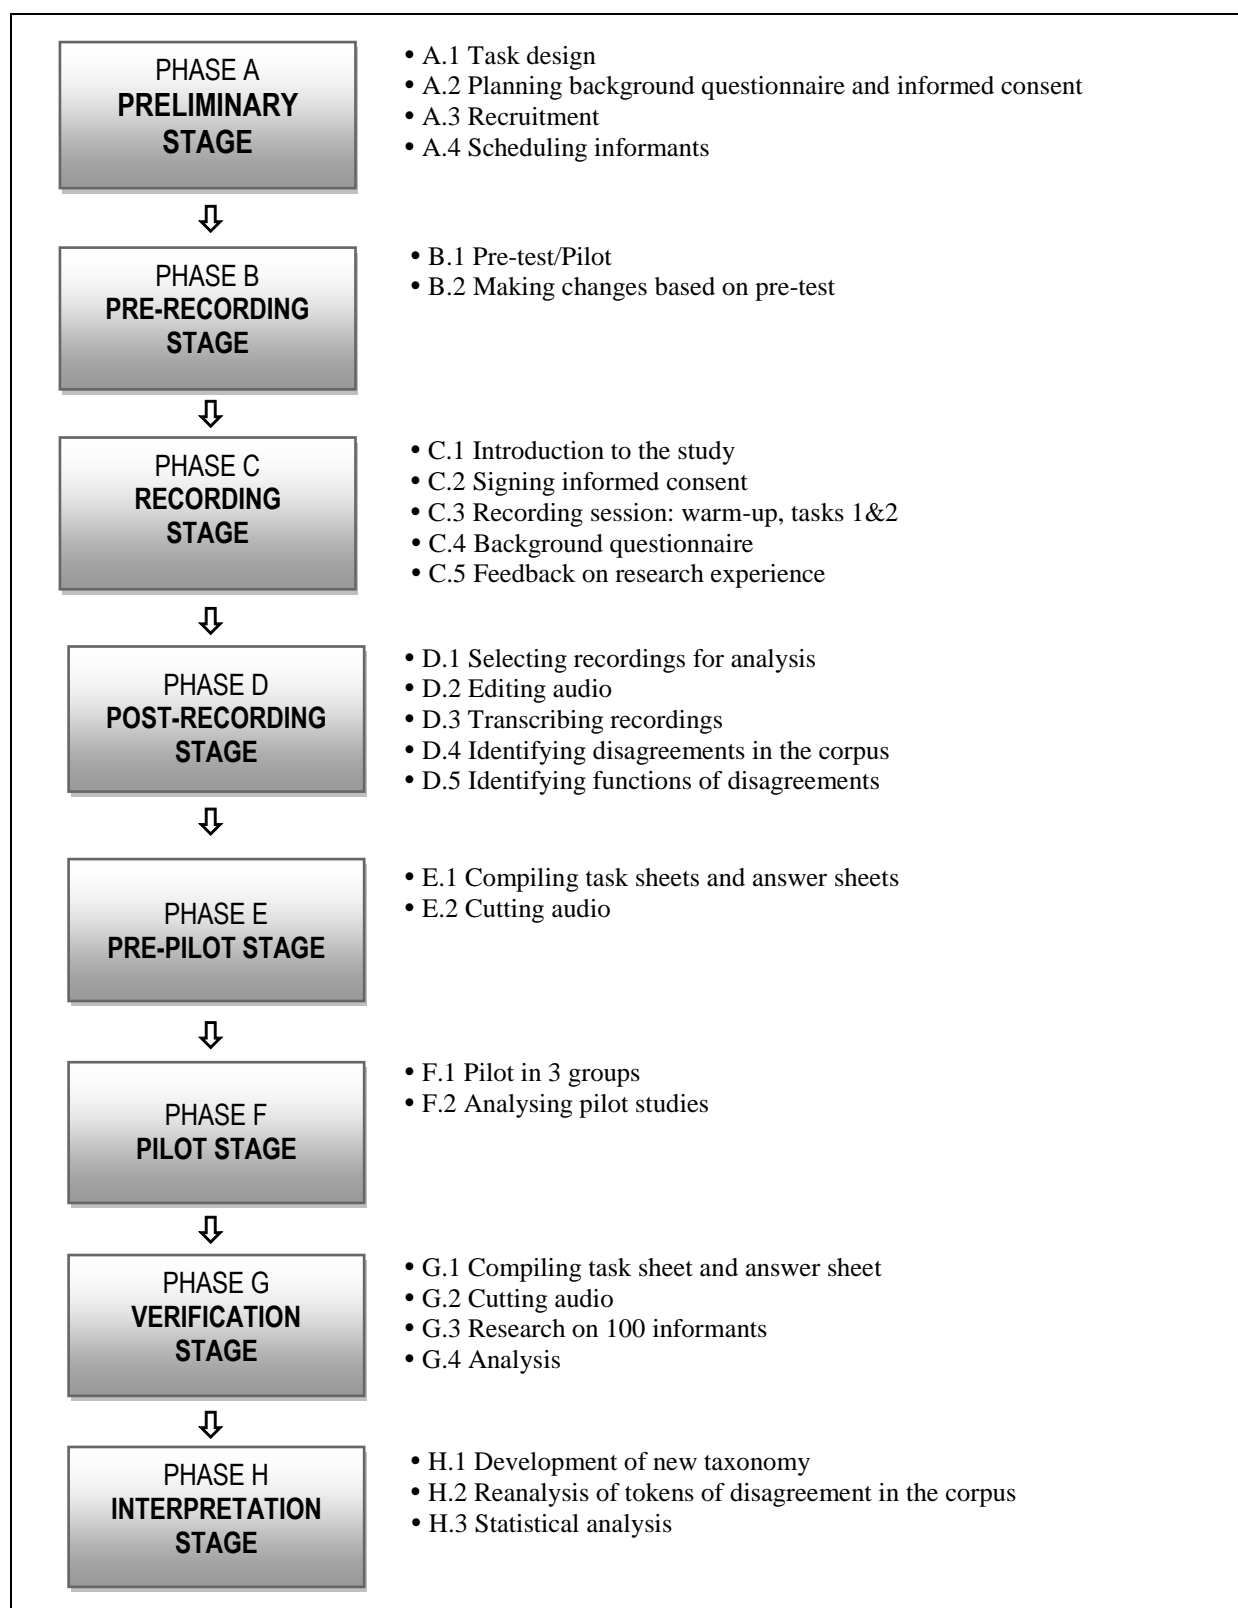 PHASE A
PRELIMINARY
STAGE
• A.1 Task design
• A.2 Planning background questionnaire and informed consent
• A.3 Recruitment
• A.4 Scheduling informants
PHASE B
PRE-RECORDING
STAGE
• B.1 Pre-test/Pilot
• B.2 Making changes based on pre-test
PHASE C
RECORDING
STAGE
• C.1 Introduction to the study
• C.2 Signing informed consent
• C.3 Recording session: warm-up, tasks 1&2
• C.4 Background questionnaire
• C.5 Feedback on research experience
PHASE D
POST-RECORDING
STAGE
• D.1 Selecting recordings for analysis
• D.2 Editing audio
• D.3 Transcribing recordings
• D.4 Identifying disagreements in the corpus
• D.5 Identifying functions of disagreements
PHASE E
PRE-PILOT STAGE
• E.1 Compiling task sheets and answer sheets
• E.2 Cutting audio
PHASE F
PILOT STAGE
• F.1 Pilot in 3 groups
• F.2 Analysing pilot studies
PHASE G
VERIFICATION
STAGE
• G.1 Compiling task sheet and answer sheet
• G.2 Cutting audio
• G.3 Research on 100 informants
• G.4 Analysis
PHASE H
INTERPRETATION
STAGE
• H.1 Development of new taxonomy
• H.2 Reanalysis of tokens of disagreement in the corpus
• H.3 Statistical analysis